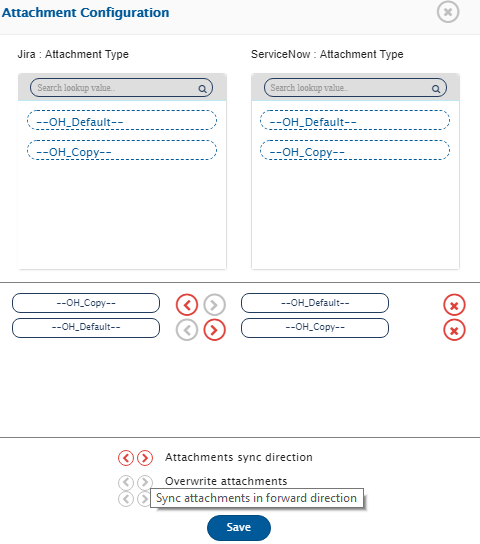 Attachment Configuration
Jira : Attachment Type
ServiceNow : Attachment Type
Search lookup value..
Search lookup value..
--OH_Default--
--OH_Default--
--OH_Copy--
--OH_Copy--
--OH_Copy--
--OH_Default--
--OH_Default--
--OH_Copy--
Attachments sync direction
Overwrite attachments
Sync attachments in forward direction
Save